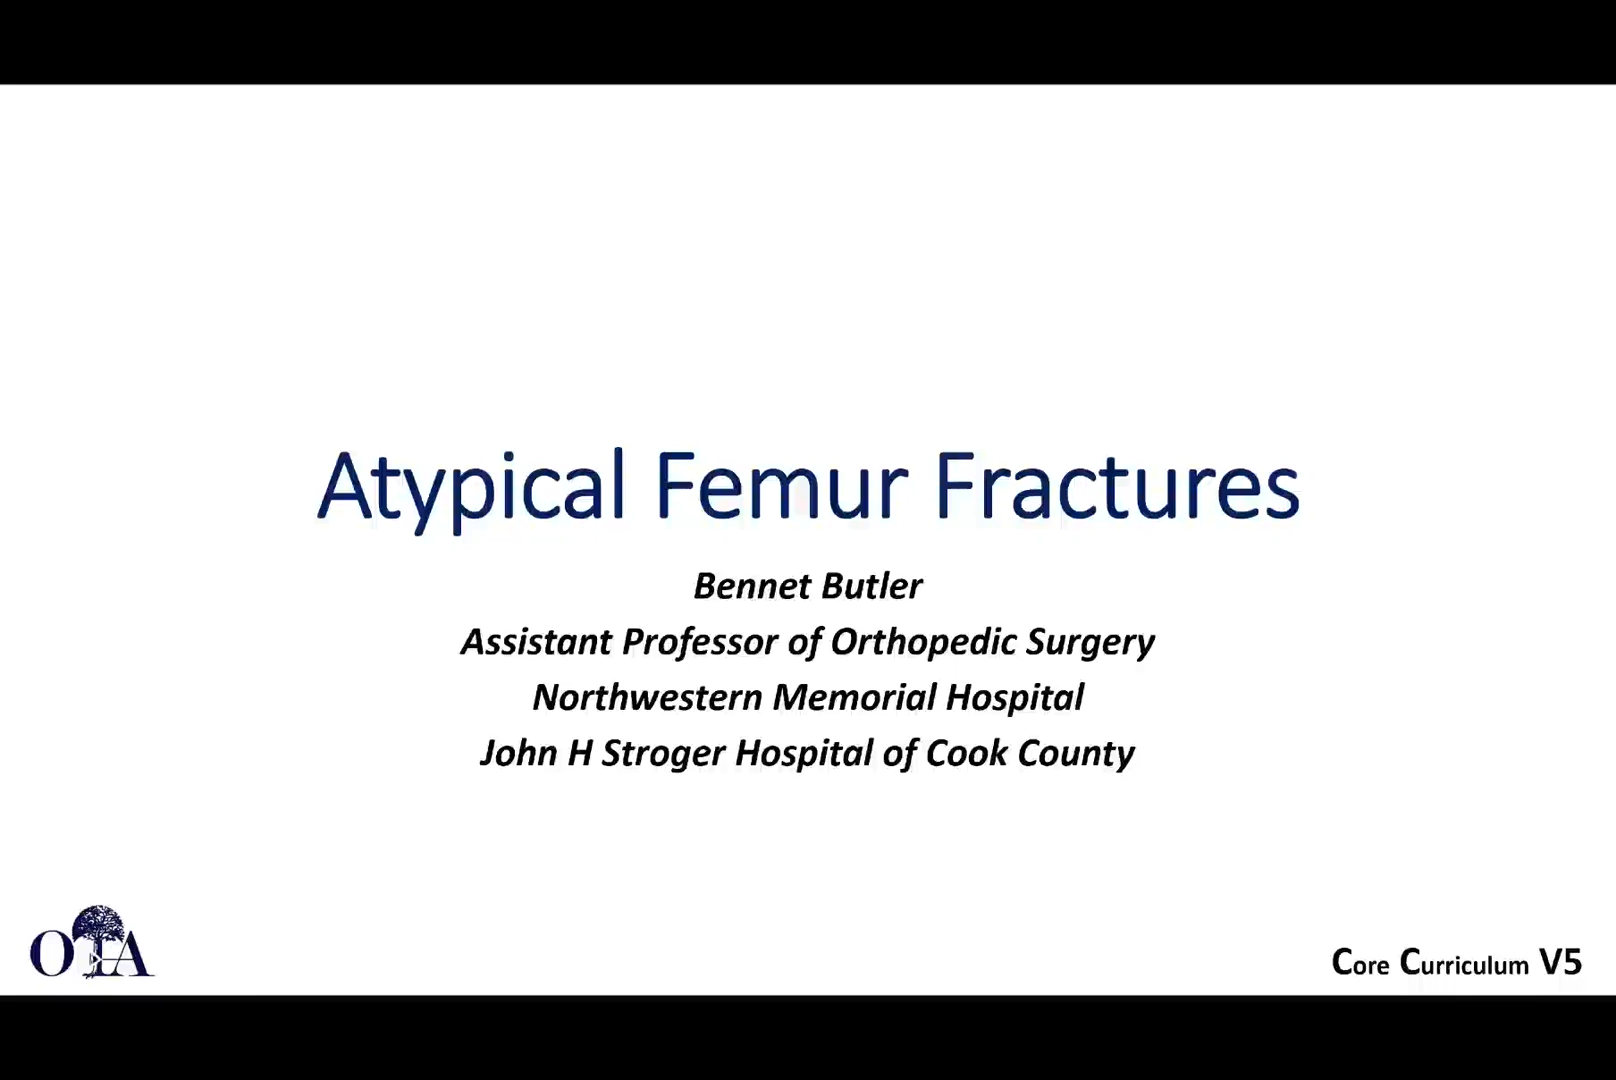 Atypical Femur Fractures
Bennet Butler
Assistant Professor of Orthopedic Surgery
Northwestern Memorial Hospital
John H Stroger Hospital of Cook County
OTA
Core Curriculum V5